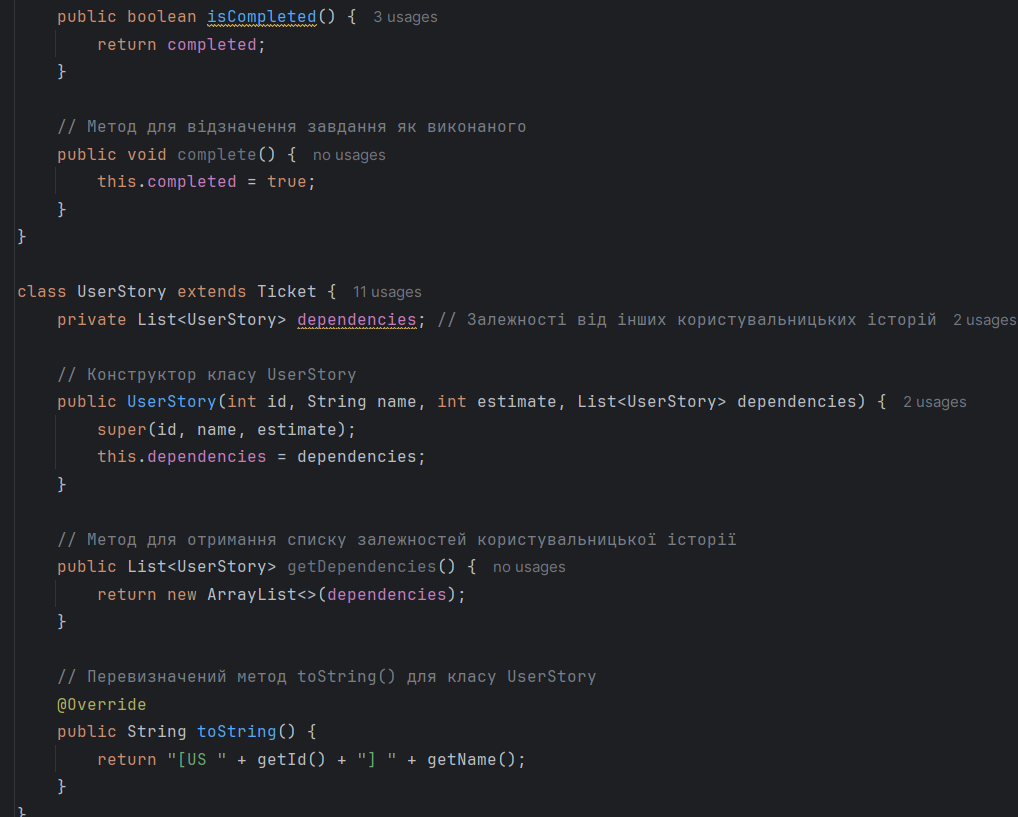 public boolean isCompleted() { 3 usages
return completed;
}
// Метод для відзначення завдання як виконаного
public void complete() { no usages
this.completed = true;
}
}
class UserStory extends Ticket { 11 usages
private List<UserStory> dependencies; // Залежності від інших користувальницьких історій 2 usages
// Конструктор класу UserStory
public UserStory(int id, String name, int estimate, List<UserStory> dependencies) { 2 usages
super(id, name, estimate);
this.dependencies = dependencies;
}
// Метод для отримання списку залежностей користувальницької історії
public List<UserStory> getDependencies() { no usages
return new ArrayList<>(dependencies);
}
// Перевизначений метод toString() для класу UserStory
@Override
public String toString() {
return "[US " + getId() + "] " + getName();
}
}